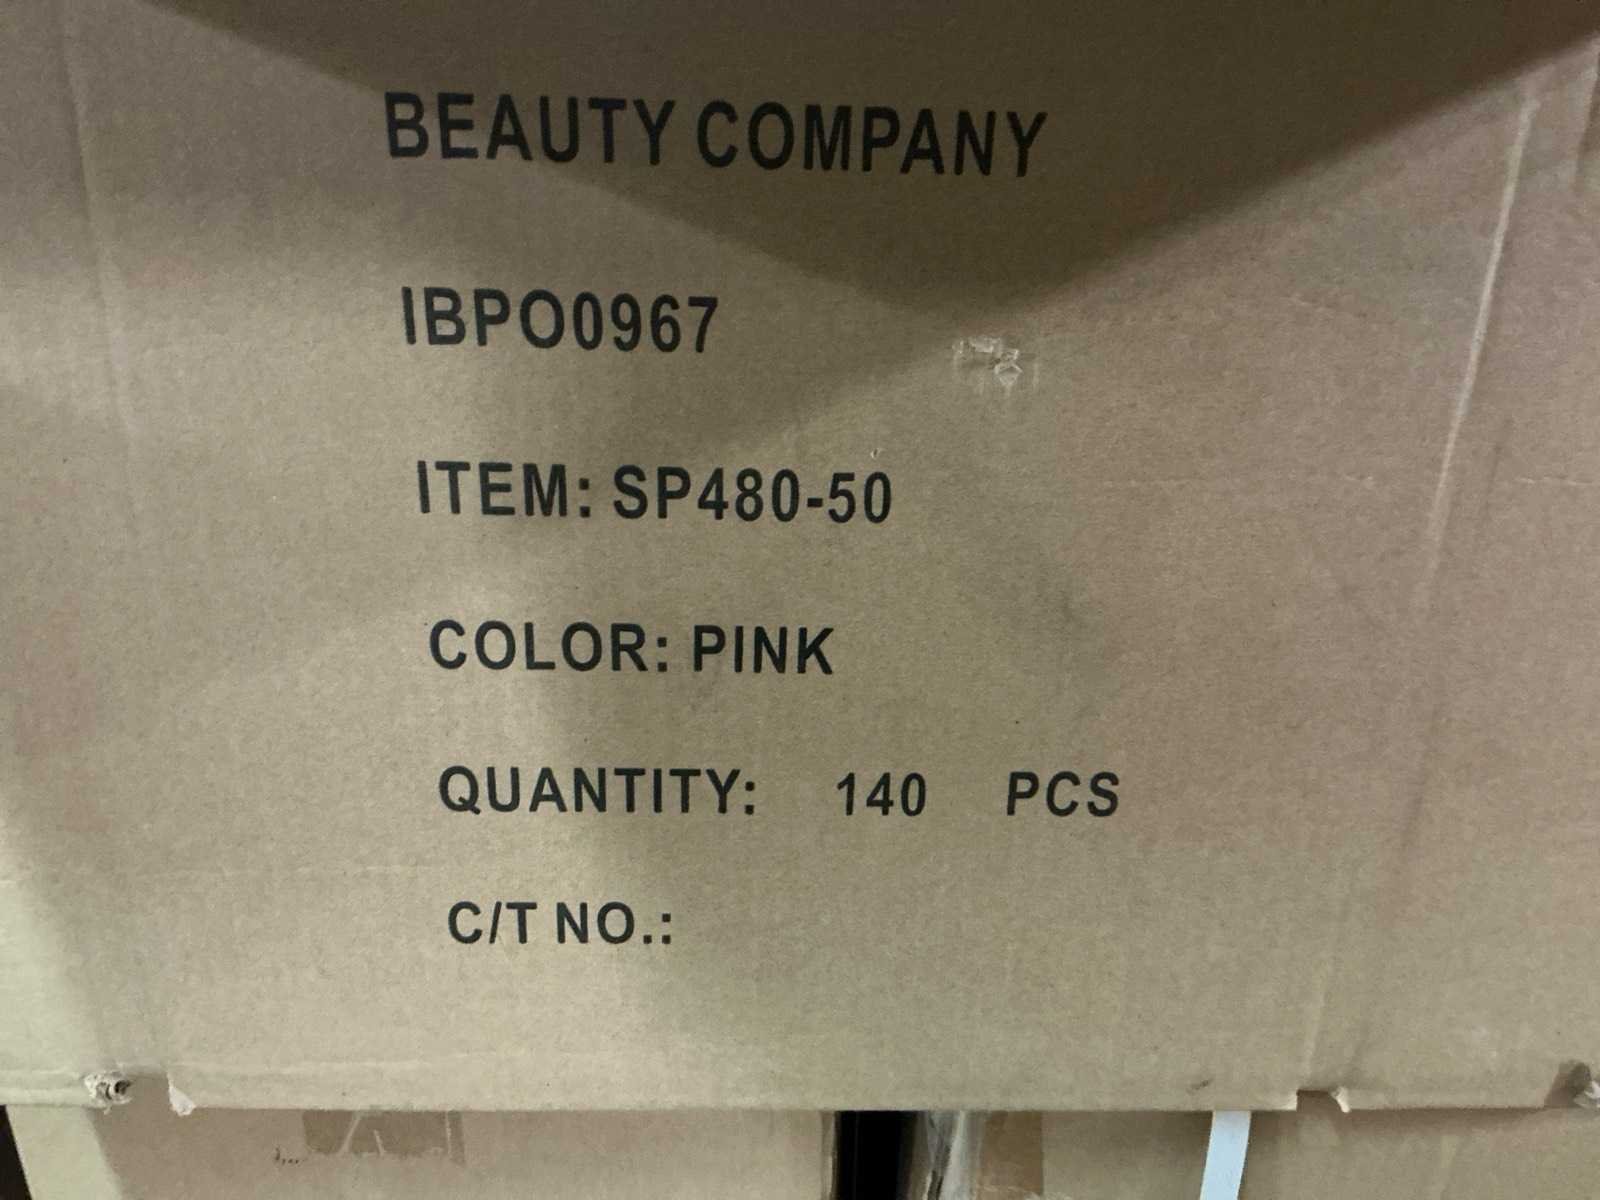 BEAUTY COMPANY
IBPO0967
ITEM: SP480-50
COLOR: PINK
QUANTITY: 140 PCS
C/T NO.: